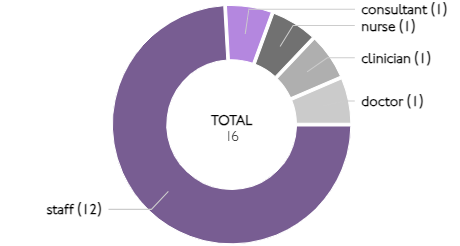 consultant (1)
nurse (1)
clinician (1)
doctor (1)
TOTAL
16
staff (12)